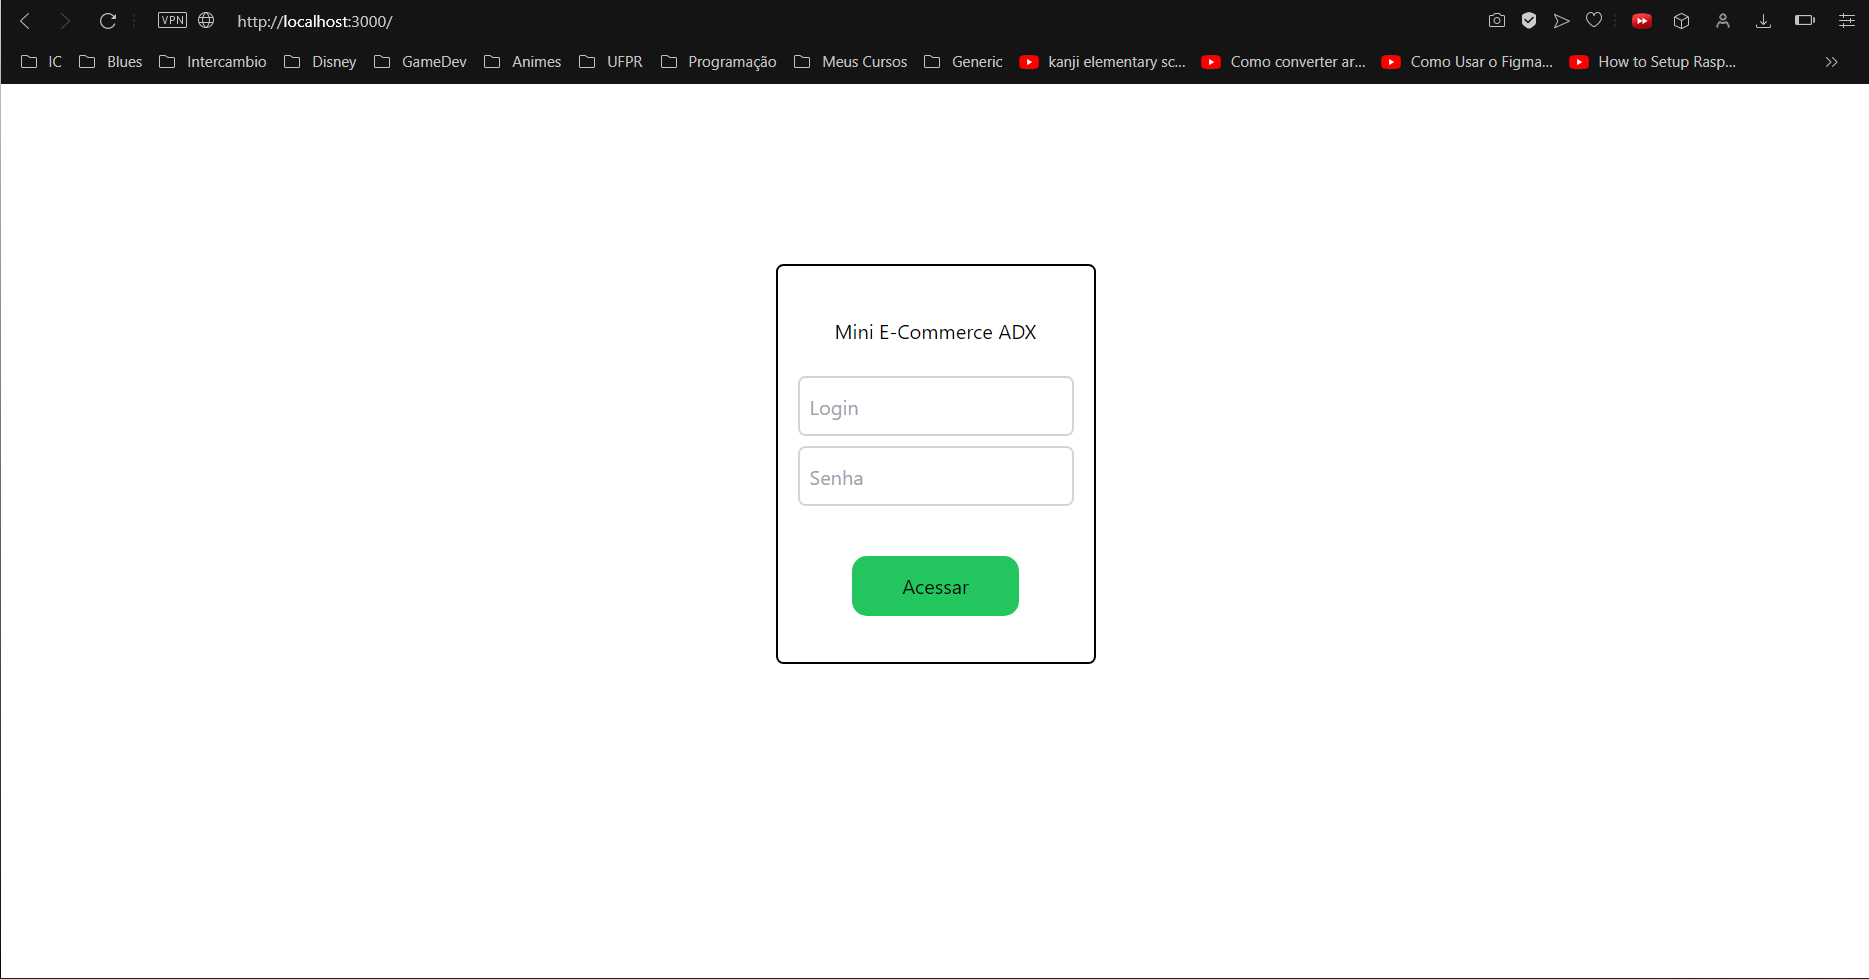 VPN http://localhost:3000/
IC Blues Intercambio Disney GameDev Animes UFPR Programação Meus Cursos Generic kanji elementary sc... Como converter ar... Como Usar o Figma... How to Setup Rasp...
Mini E-Commerce ADX
Login
Senha
Acessar